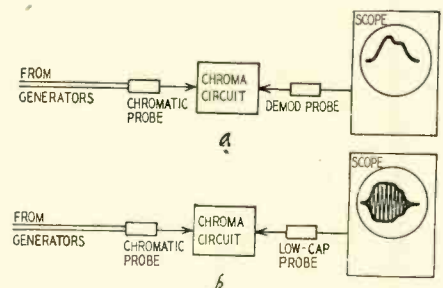 SCOPE
FROM
GENERATORS
CHROMATIC
PROBE
CHROMA
CIRCUIT
DEMOD PROBE
a
SCOPE
FROM
GENERATORS
CHROMATIC
PROBE
CHROMA
CIRCUIT
LOW-CAP
PROBE
b